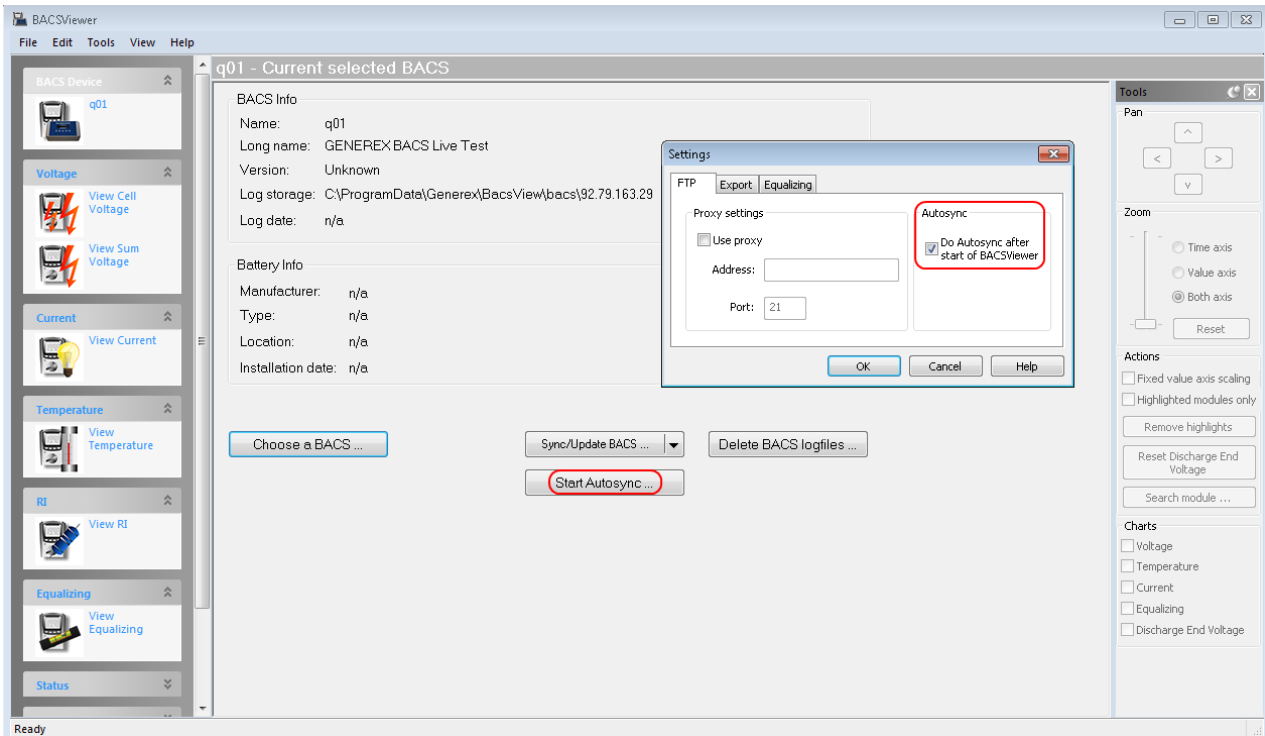 BACSViewer
File Edit Tools View Help
BACS Device
q01
Voltage
View Cell
Voltage
View Sum
Voltage
Current
View Current
Temperature
View
Temperature
RI
View RI
Equalizing
View
Equalizing
Status
q01 - Current selected BACS
BACS Info
Name: q01
Long name: GENEREX BACS Live Test
Version: Unknown
Log storage: C:\ProgramData\Generex\BacsView\bacs\92.79.163.29
Log date: n/a
Battery Info
Manufacturer: n/a
Type: n/a
Location: n/a
Installation date: n/a
Choose a BACS ...
Sync/Update BACS ...
Delete BACS logfiles ...
Start Autosync ...
Settings
FTP Export Equalizing
Proxy settings
Use proxy
Address:
Port: 21
Autosync
Do Autosync after
start of BACSViewer
OK Cancel Help
Tools
Pan
Zoom
Time axis
Value axis
Both axis
Reset
Actions
Fixed value axis scaling
Highlighted modules only
Remove highlights
Reset Discharge End
Voltage
Search module ...
Charts
Voltage
Temperature
Current
Equalizing
Discharge End Voltage
Ready